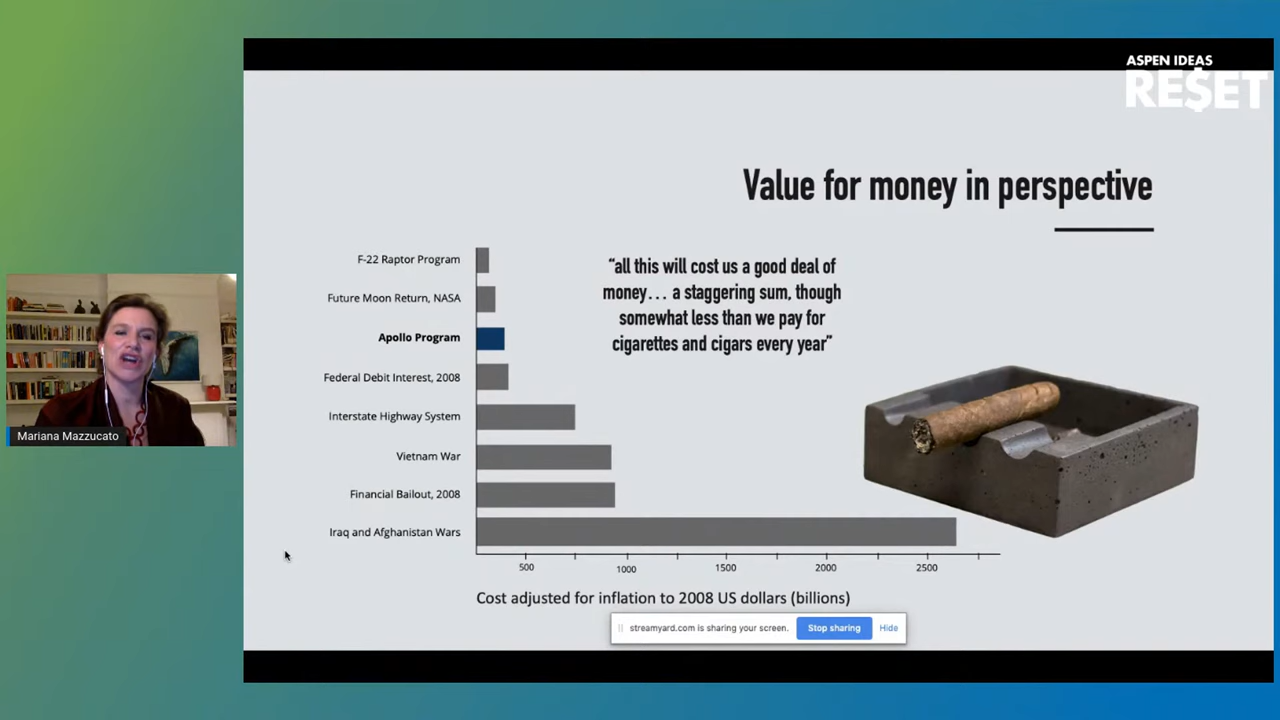 ASPEN IDEAS
RE$ET
Value for money in perspective
F-22 Raptor Program
Future Moon Return, NASA
Apollo Program
Federal Debit Interest, 2008
Interstate Highway System
Vietnam War
Financial Bailout, 2008
Iraq and Afghanistan Wars
“all this will cost us a good deal of
money... a staggering sum, though
somewhat less than we pay for
cigarettes and cigars every year”
500 1000 1500 2000 2500
Cost adjusted for inflation to 2008 US dollars (billions)
streamyard.com is sharing your screen. Stop sharing Hide
Mariana Mazzucato